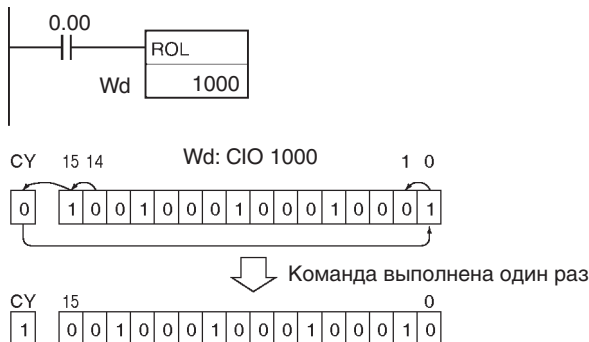 0.00
ROL
Wd 1000
CY 15 14 Wd: CIO 1000 1 0
0 1 0 0 1 0 0 0 1 0 0 0 1 0 0 0 1
Команда выполнена один раз
CY 15 0
1 0 0 1 0 0 0 1 0 0 0 1 0 0 0 1 0